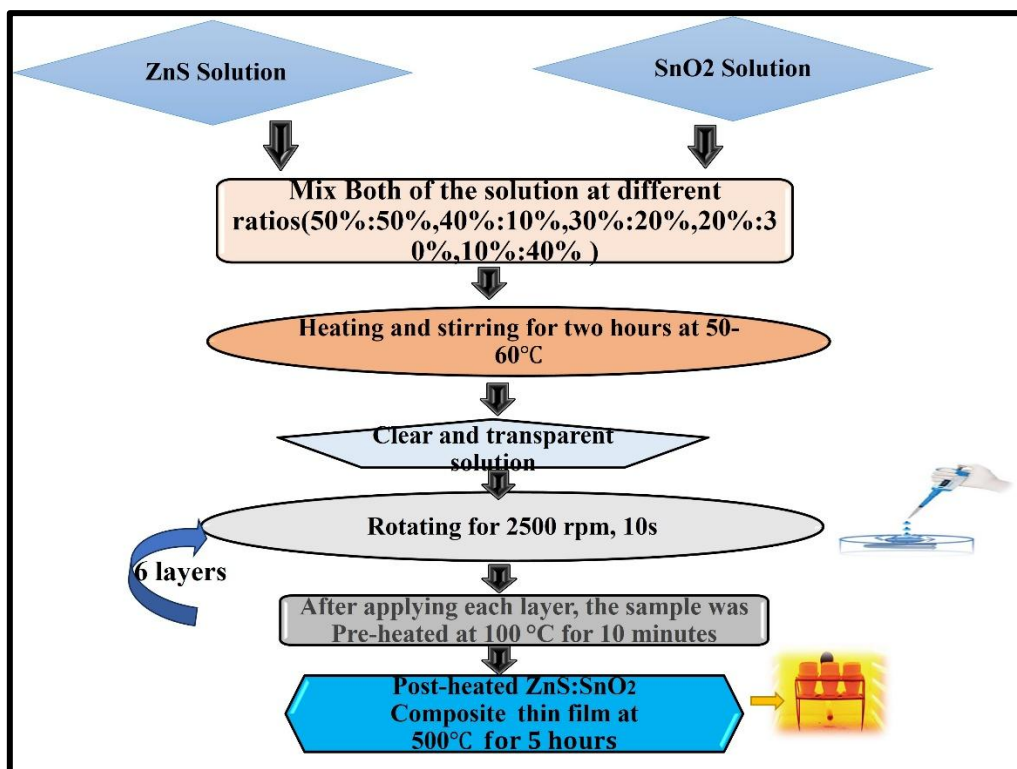 ZnS Solution
SnO2 Solution
Mix Both of the solution at different
ratios(50%:50%,40%:10%,30%:20%,20%:3
0%,10%:40% )
Heating and stirring for two hours at 50-
60℃
Clear and transparent
solution
Rotating for 2500 rpm, 10s
6 layers
After applying each layer, the sample was
Pre-heated at 100 °C for 10 minutes
Post-heated ZnS:SnO₂
Composite thin film at
500℃ for 5 hours